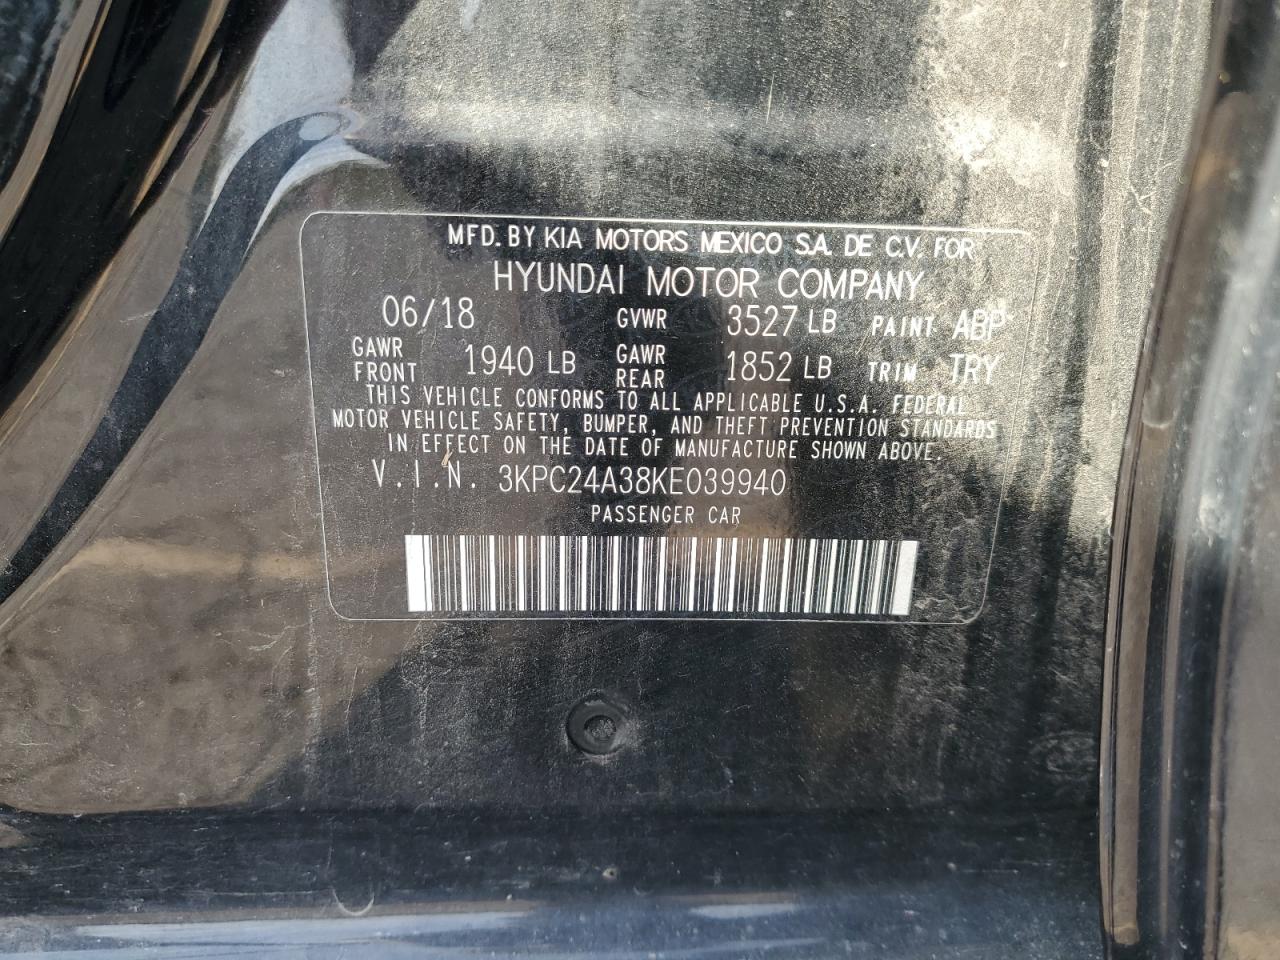 MFD. BY KIA MOTORS MEXICO S.A. DE C.V. FOR
HYUNDAI MOTOR COMPANY
06/18 GVWR 3527 LB PAINT ABP
GAWR FRONT 1940 LB GAWR REAR 1852 LB TRIM TRY
THIS VEHICLE CONFORMS TO ALL APPLICABLE U.S.A. FEDERAL
MOTOR VEHICLE SAFETY, BUMPER, AND THEFT PREVENTION STANDARDS
IN EFFECT ON THE DATE OF MANUFACTURE SHOWN ABOVE.
V.I.N. 3KPC24A38KE039940
PASSENGER CAR